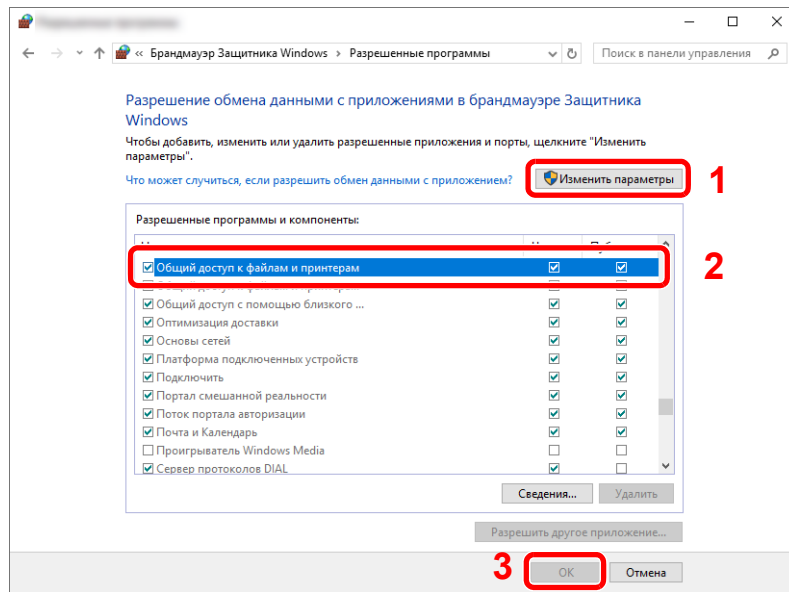 « Брандмауэр Защитника Windows › Разрешенные программы
Поиск в панели управления
Разрешение обмена данными с приложениями в брандмауэре Защитника
Windows
Чтобы добавить, изменить или удалить разрешенные приложения и порты, щелкните "Изменить
параметры".
Что может случиться, если разрешить обмен данными с приложением?
Изменить параметры
1
Разрешенные программы и компоненты:
Общий доступ к файлам и принтерам
2
Общий доступ с помощью близкого ...
Оптимизация доставки
Основы сетей
Платформа подключенных устройств
Подключить
Портал смешанной реальности
Поток портала авторизации
Почта и Календарь
Проигрыватель Windows Media
Сервер протоколов DIAL
Сведения...
Удалить
Разрешить другое приложение...
3
ОК
Отмена